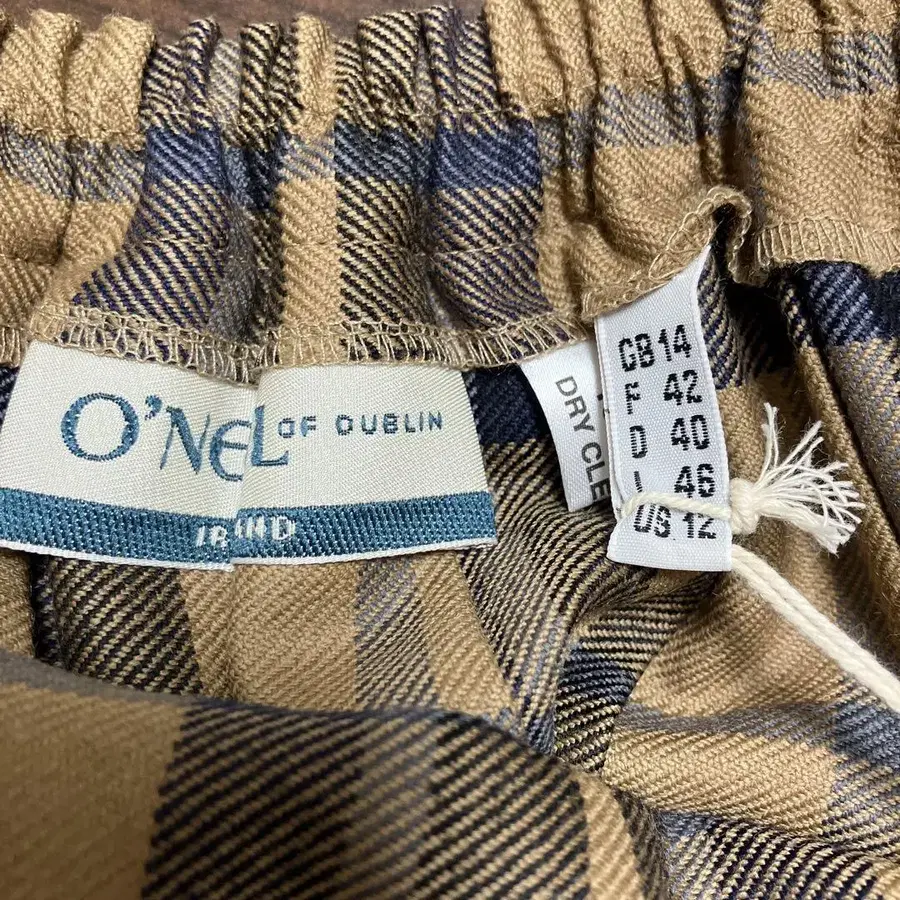 O'NEL OF DUBLIN
DRY CLE
GB 14
F 42
D 40
I 46
US 12